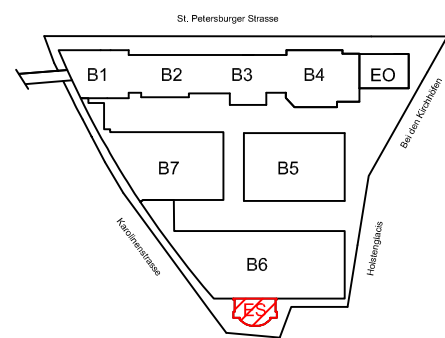 St. Petersburger Strasse
B1
B2
B3
B4
EO
Bei den Kirchhöfen
B7
B5
Karolinenstrasse
Holstenglacis
B6
ES